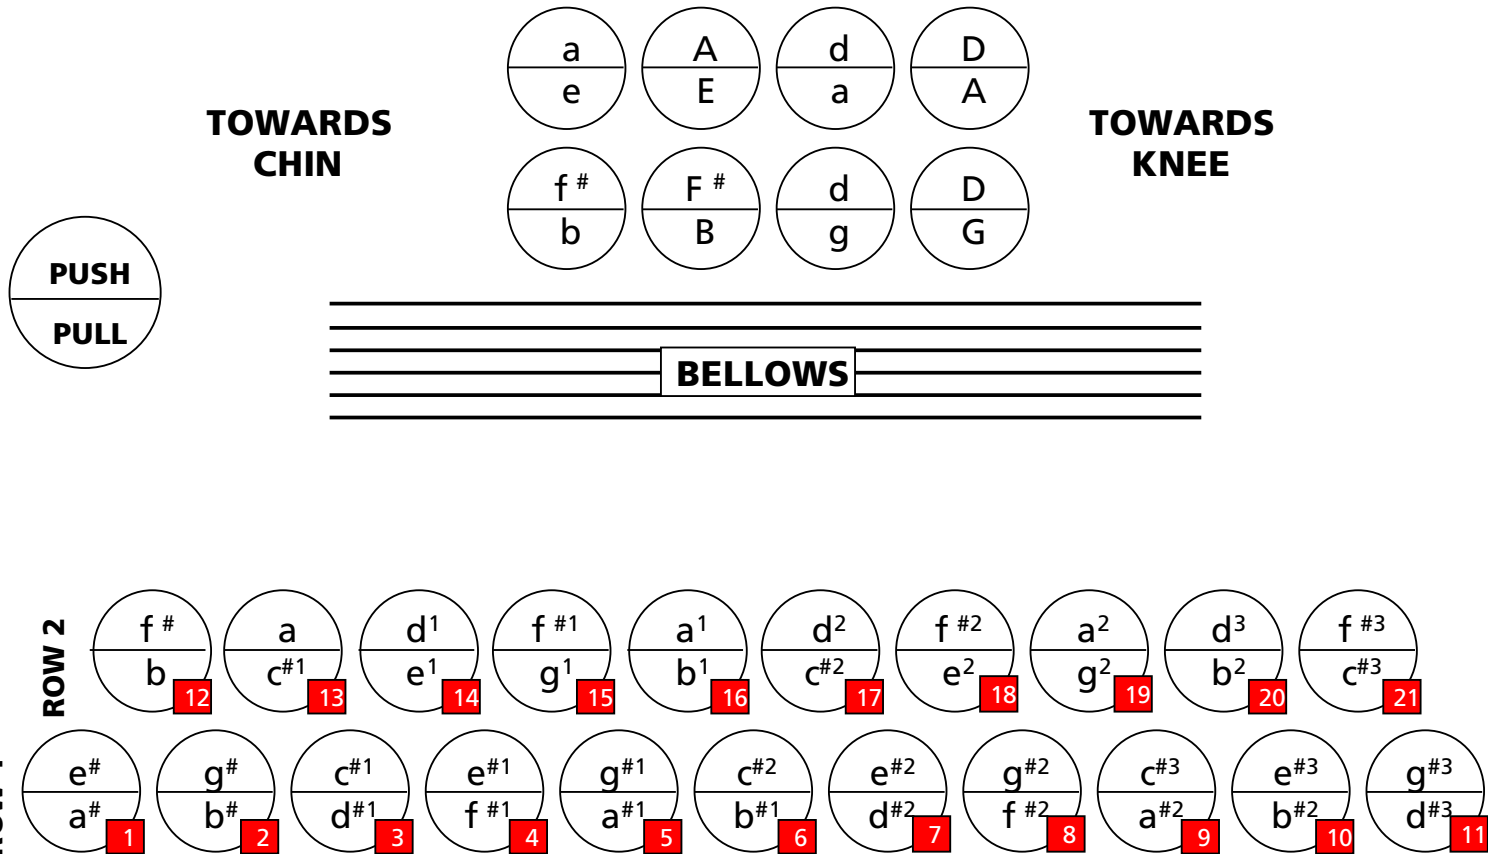 a A d D
e E a A
TOWARDS
CHIN
TOWARDS
KNEE
f # F # d D
b B g G
PUSH
PULL
BELLOWS
ROW 2
f # a d1 f #1 a1 d2 f #2 a2 d3 f #3
b c#1 e1 g1 b1 c#2 e2 g2 b2 c#3
12 13 14 15 16 17 18 19 20 21
e# g# c#1 e#1 g#1 c#2 e#2 g#2 c#3 e#3 g#3
a# b# d#1 f #1 a#1 b#1 d#2 f #2 a#2 b#2 d#3
1 2 3 4 5 6 7 8 9 10 11